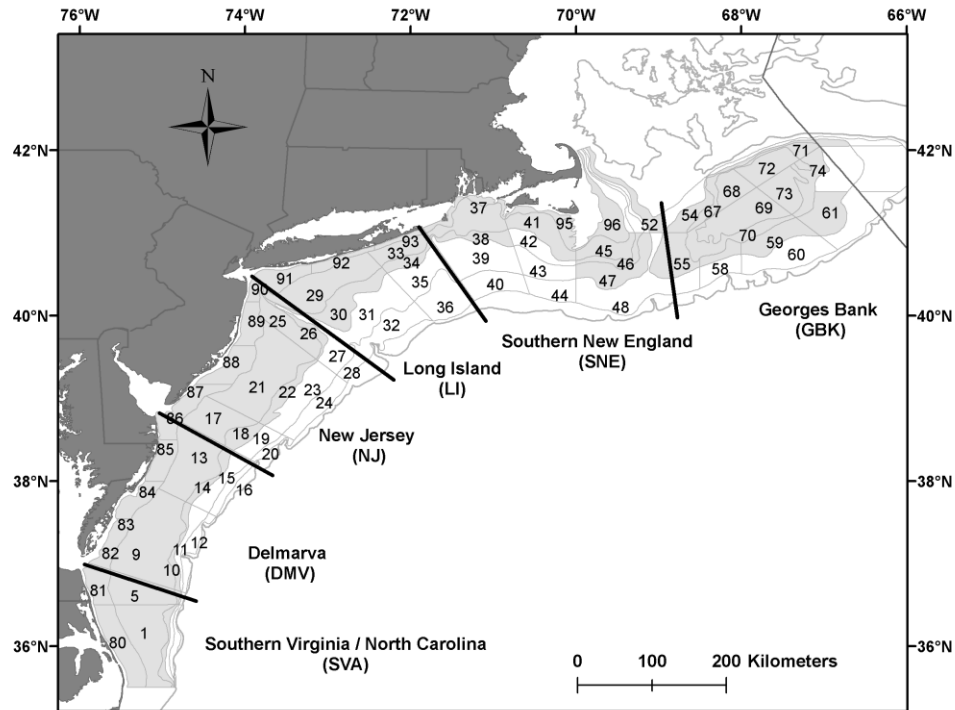 76°W 74°W 72°W 70°W 68°W 66°W
N
42°N 42°N
71
72 74
68 73
37 67 69 61
54
41 95 96 52
70
93 38 42 45 59
33 39 46 55 58 60
92 34
91 35 43 47
90 29 40 44
36 48
40°N 40°N
Georges Bank
(GBK)
30 31
89 25 32
26
Southern New England
(SNE)
27
88 28
Long Island
(LI)
87 21 22 23
24
86 17
New Jersey
(NJ)
18 19
85 13 20
38°N 38°N
15
84 14 16
83
12
82 9 11
Delmarva
(DMV)
10
81 5
1
80
36°N 36°N
Southern Virginia / North Carolina
(SVA)
0 100 200 Kilometers